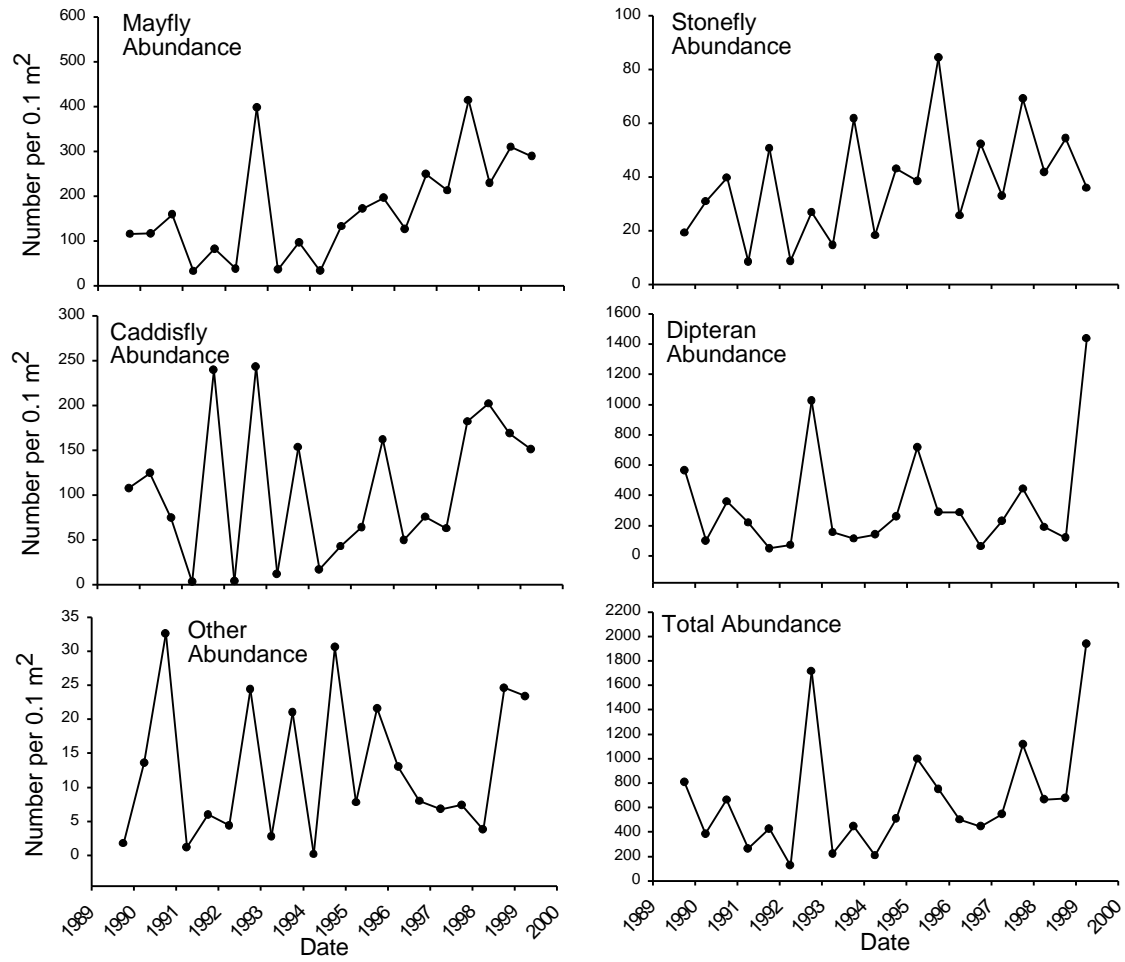 Mayfly
Abundance
Number per 0.1 m²
600
500
400
300
200
100
0
Stonefly
Abundance
100
80
60
40
20
0
Caddisfly
Abundance
Number per 0.1 m²
300
250
200
150
100
50
0
Dipteran
Abundance
1600
1400
1200
1000
800
600
400
200
0
Other
Abundance
Number per 0.1 m²
35
30
25
20
15
10
5
0
1989 1990 1991 1992 1993 1994 1995 1996 1997 1998 1999 2000
Date
Total Abundance
2200
2000
1800
1600
1400
1200
1000
800
600
400
200
0
1989 1990 1991 1992 1993 1994 1995 1996 1997 1998 1999 2000
Date